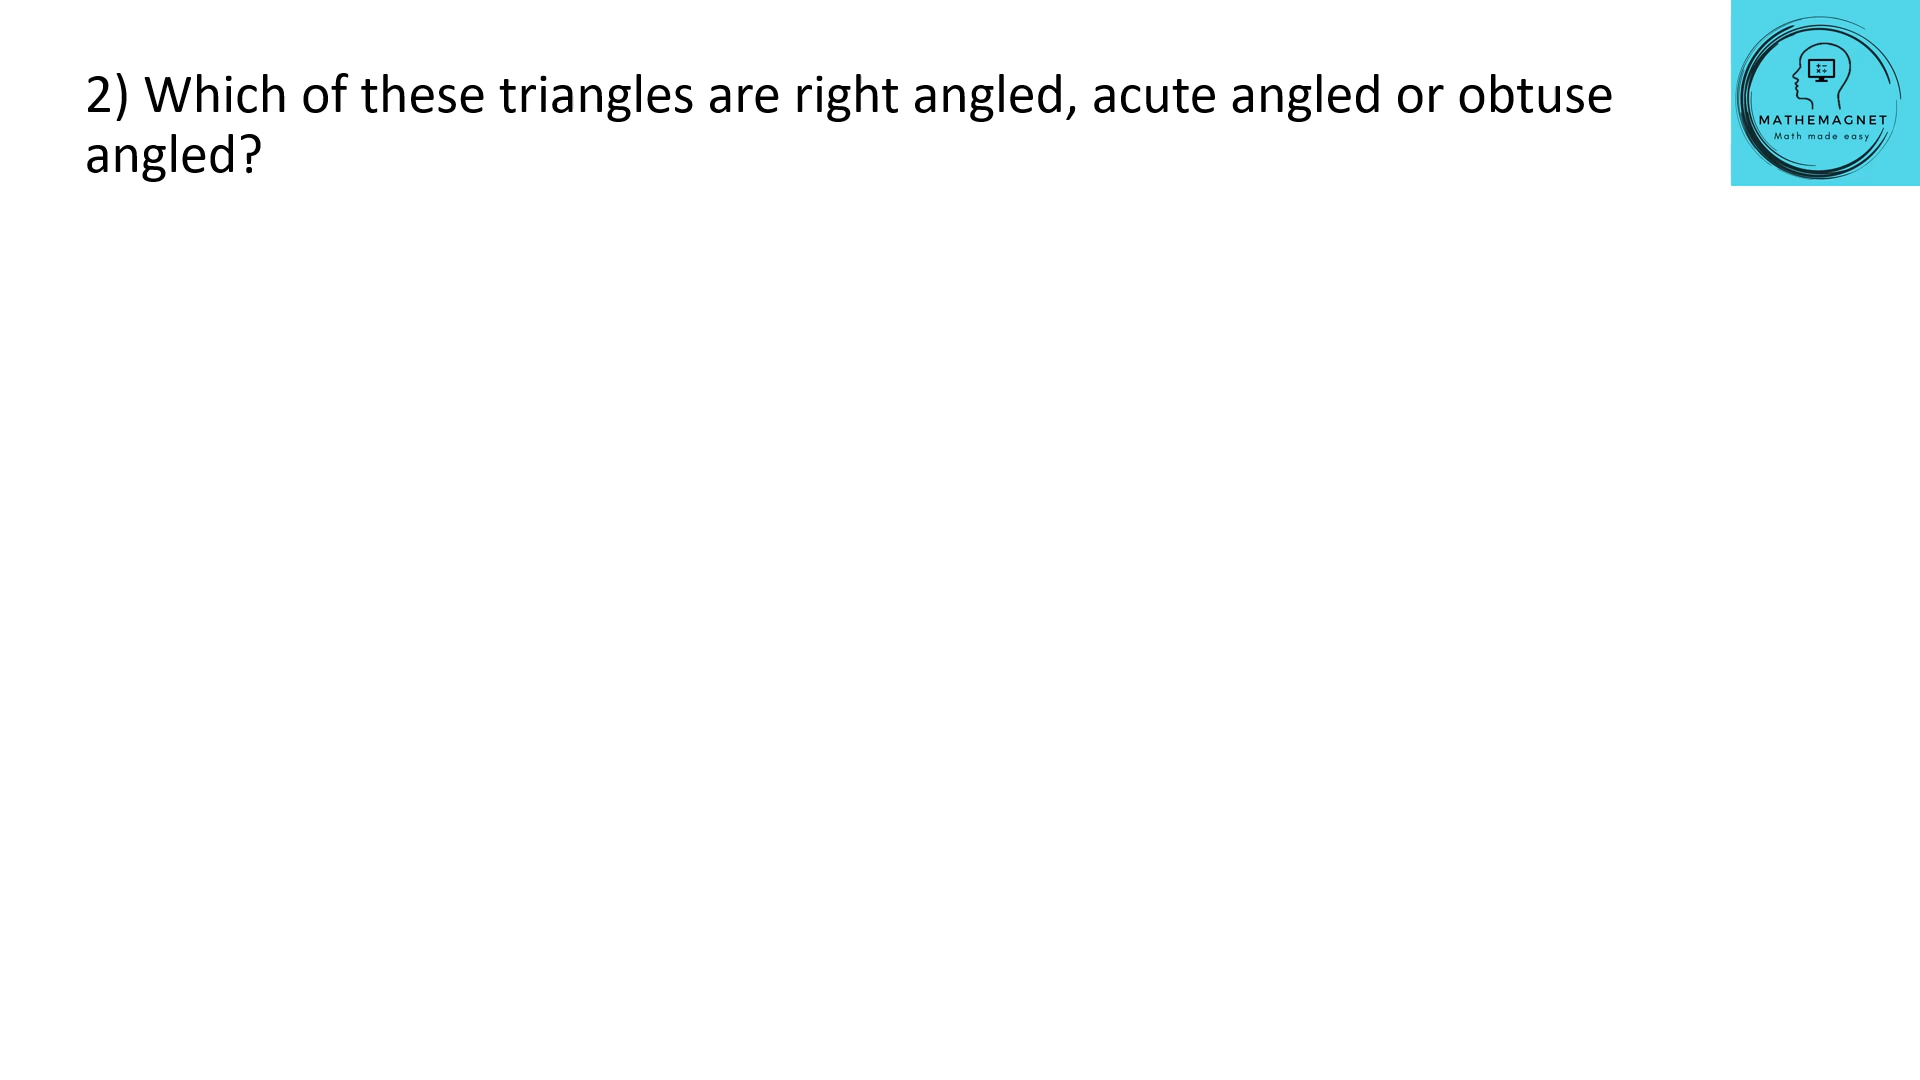 2) Which of these triangles are right angled, acute angled or obtuse
angled?
MATHEMAGNET
Math made easy